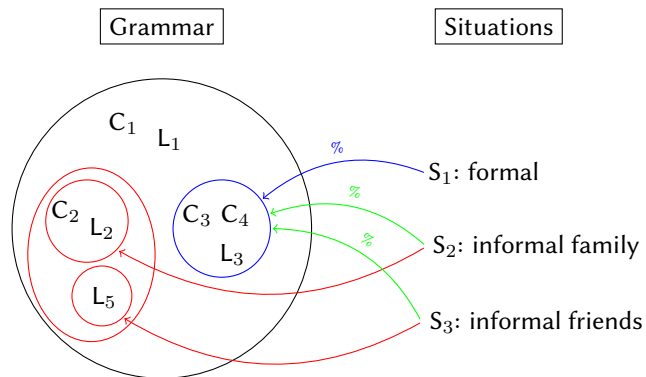 Grammar
Situations
C₁
L₁
%
S₁: formal
%
C₂
L₂
C₃ C₄
L₃
%
S₂: informal family
L₅
S₃: informal friends